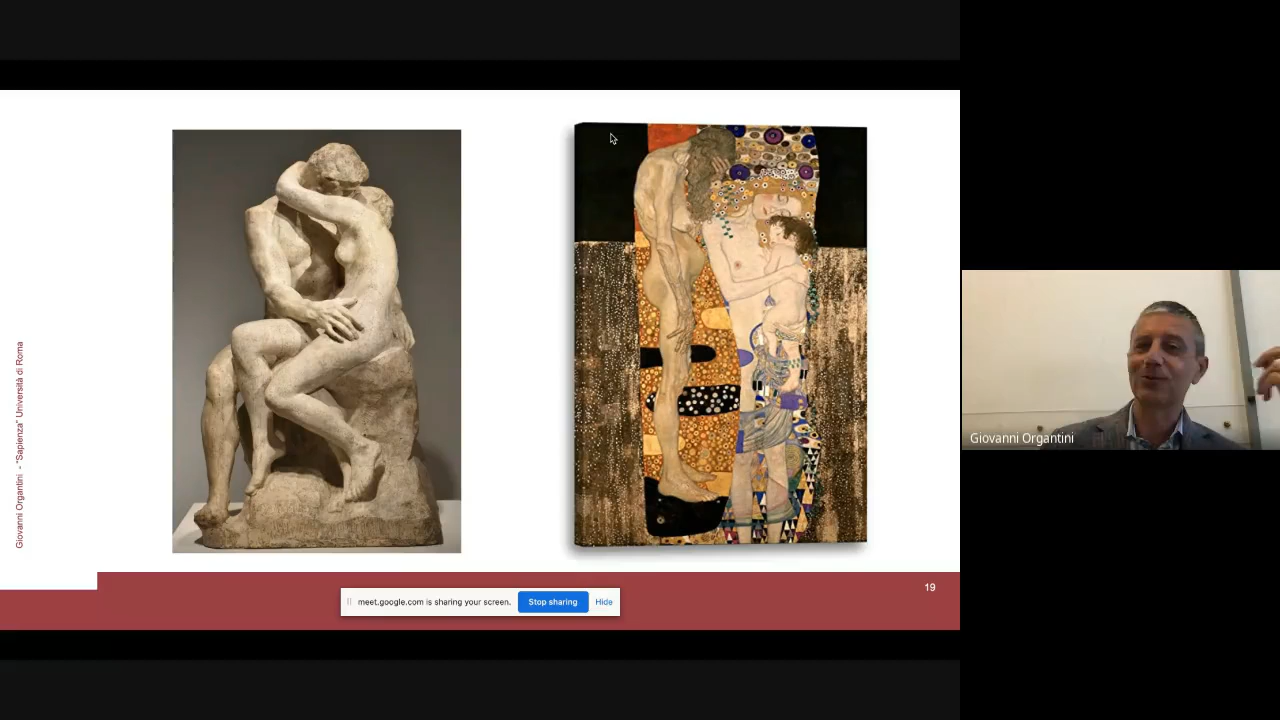 Giovanni Organtini - "Sapienza" Università di Roma
Giovanni Organtini
19
meet.google.com is sharing your screen. Stop sharing Hide